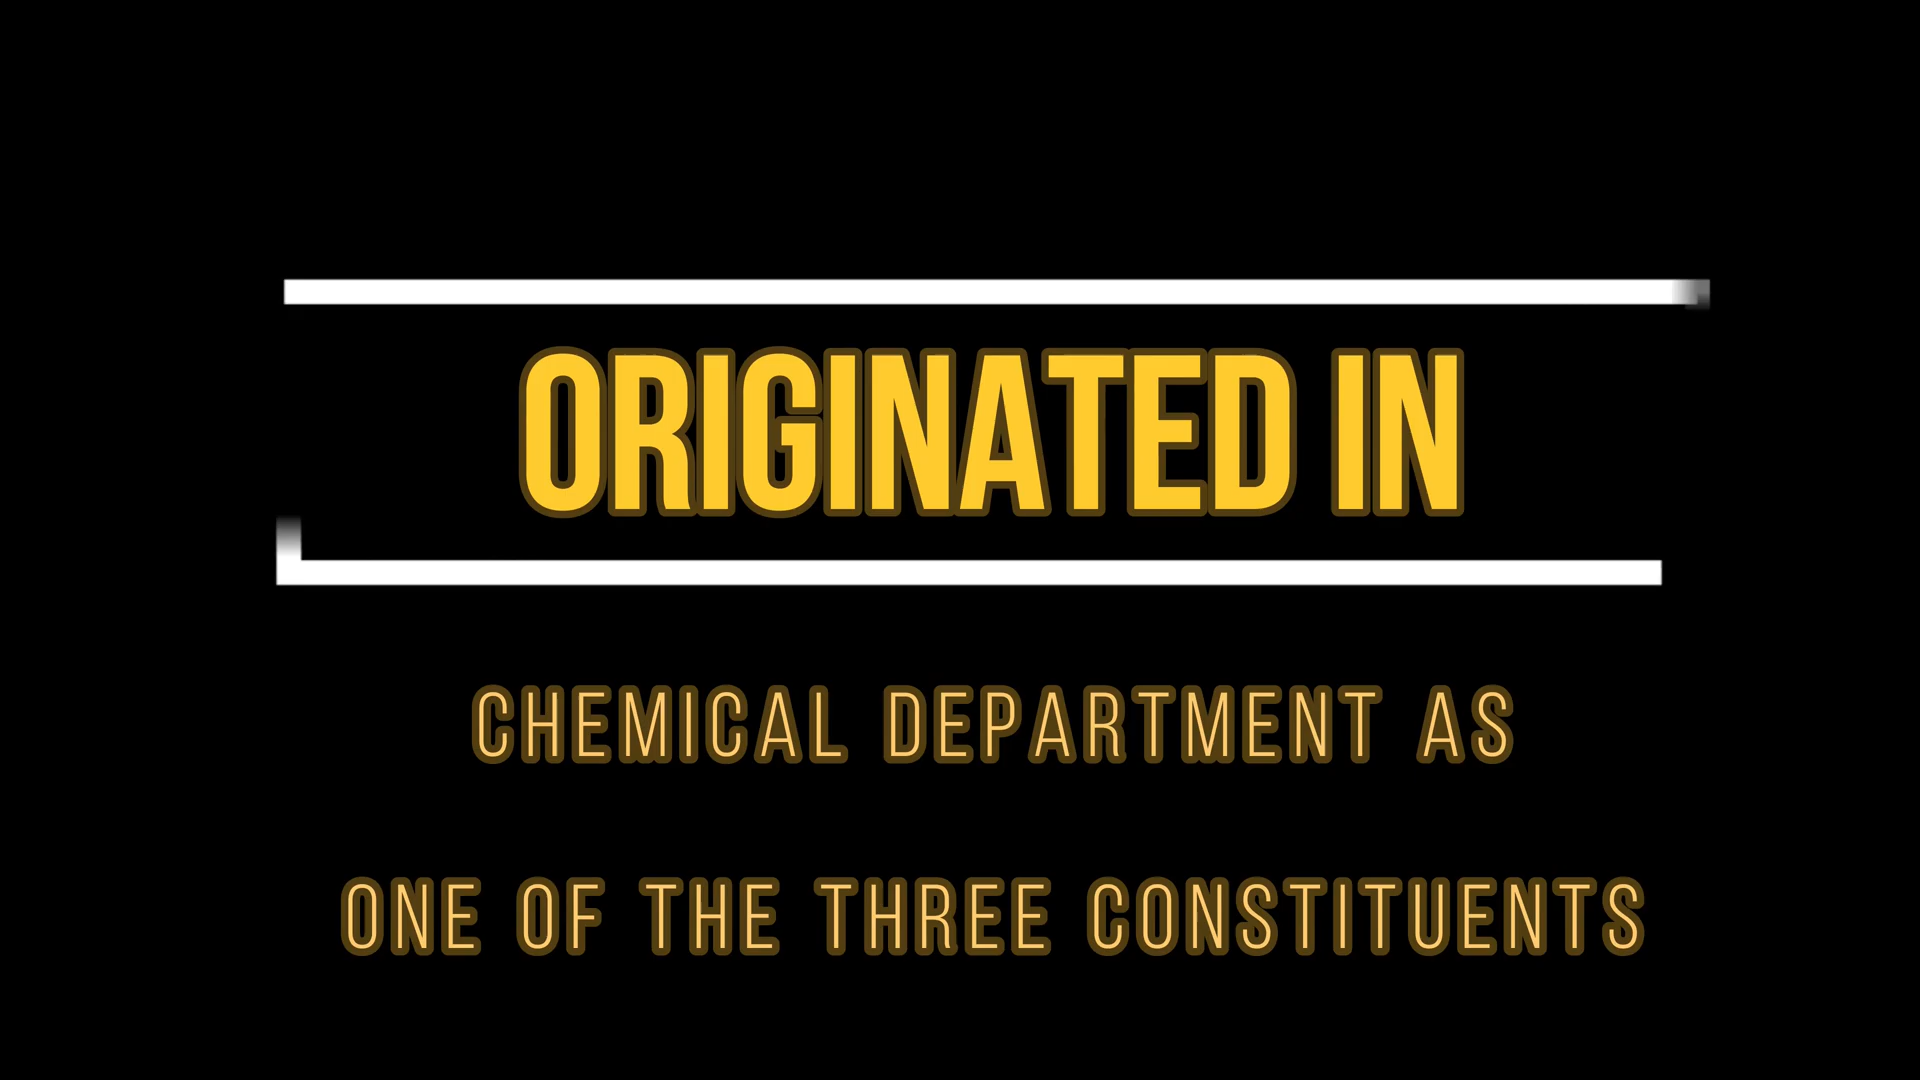 ORIGINATED IN
CHEMICAL DEPARTMENT AS
ONE OF THE THREE CONSTITUENTS